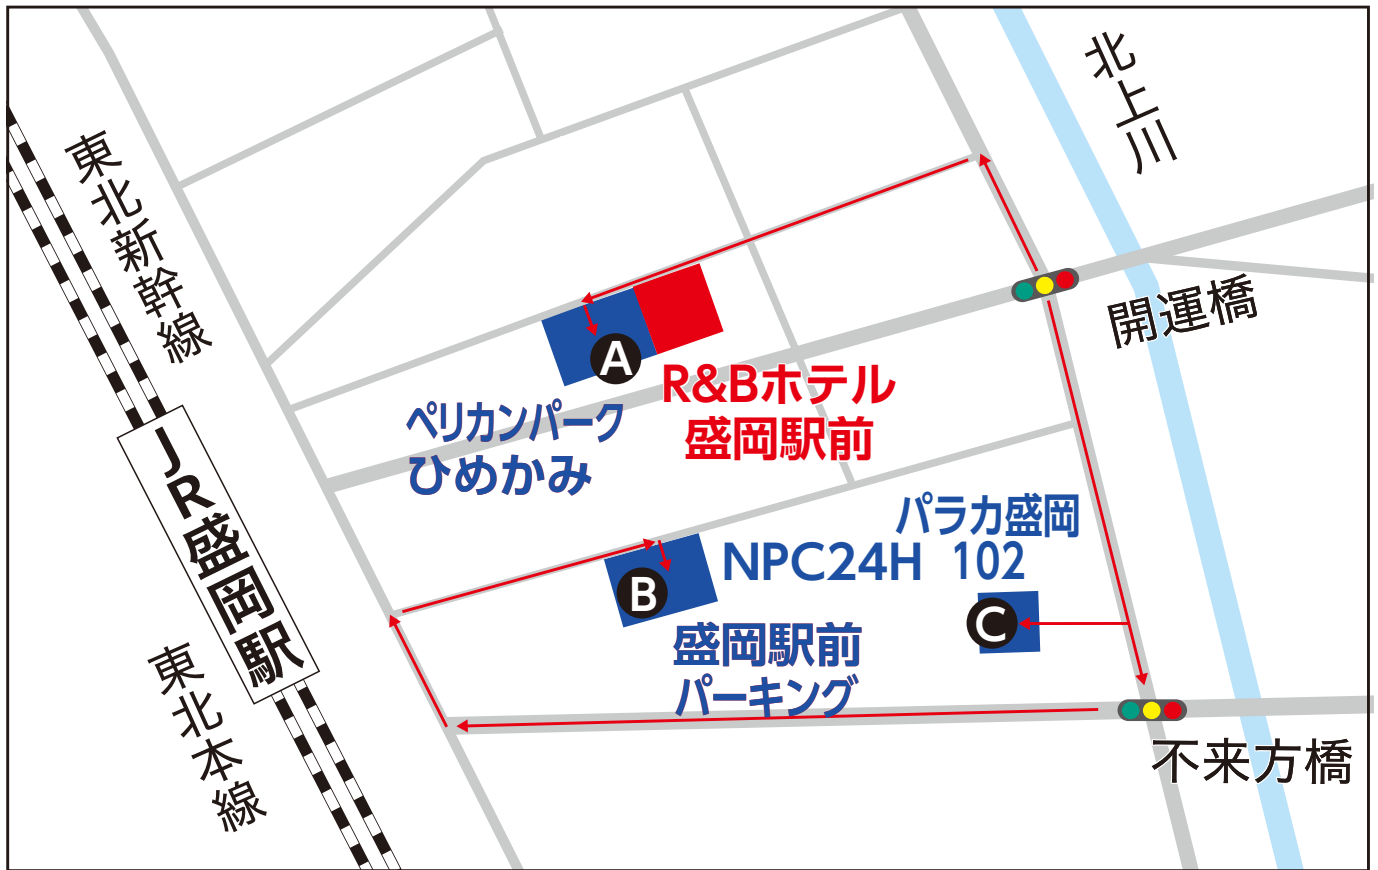 北上川
東北新幹線
開運橋
A
R&Bホテル
盛岡駅前
ペリカンパーク
ひめかみ
JR盛岡駅
パラカ盛岡
102
NPC24H
B
C
盛岡駅前
パーキング
東北本線
不来方橋